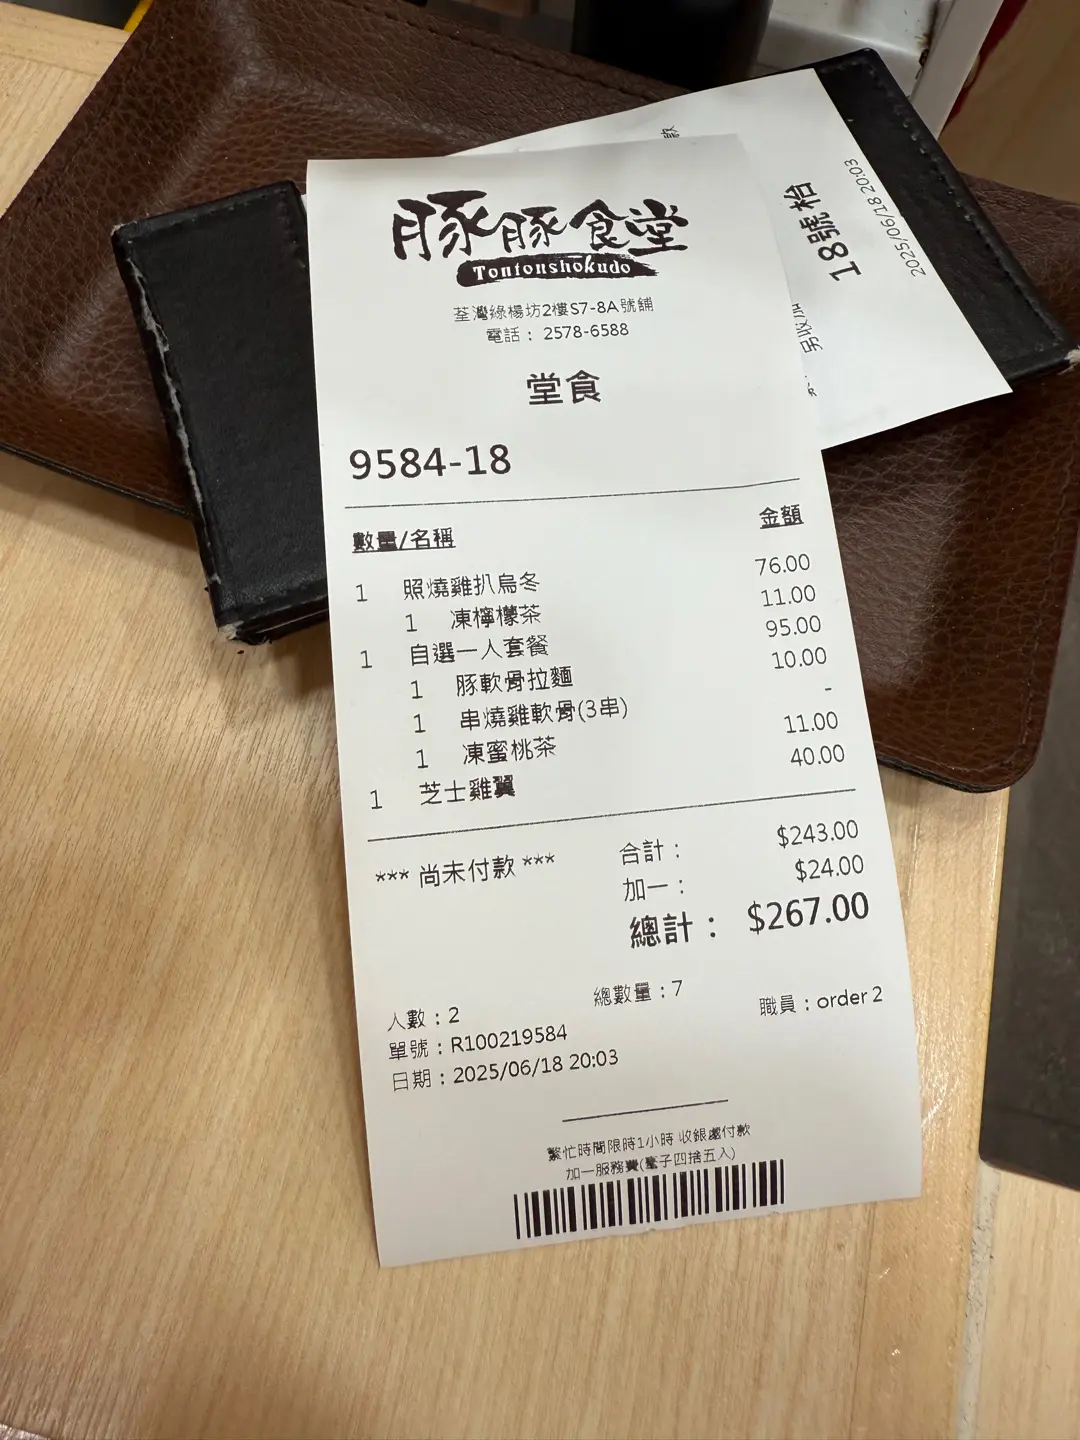 豚豚食堂
Tontonshokudo
荃灣綠楊坊2樓S7-8A號舖
電話： 2578-6588
堂食
9584-18
數量/名稱 金額
1 照燒雞扒烏冬 76.00
1 凍檸檬茶 11.00
1 自選一人套餐 95.00
1 豚軟骨拉麵 10.00
1 串燒雞軟骨(3串) -
1 凍蜜桃茶 11.00
1 芝士雞翼 40.00
*** 尚未付款 *** 合計： $243.00
加一： $24.00
總計： $267.00
總數量：7
人數：2 職員：order 2
單號：R100219584
日期：2025/06/18 20:03
繁忙時間限時1小時 收銀處付款
加一服務費(毫子四捨五入)
18號枱
2025/06/18 20:03
另收加
款